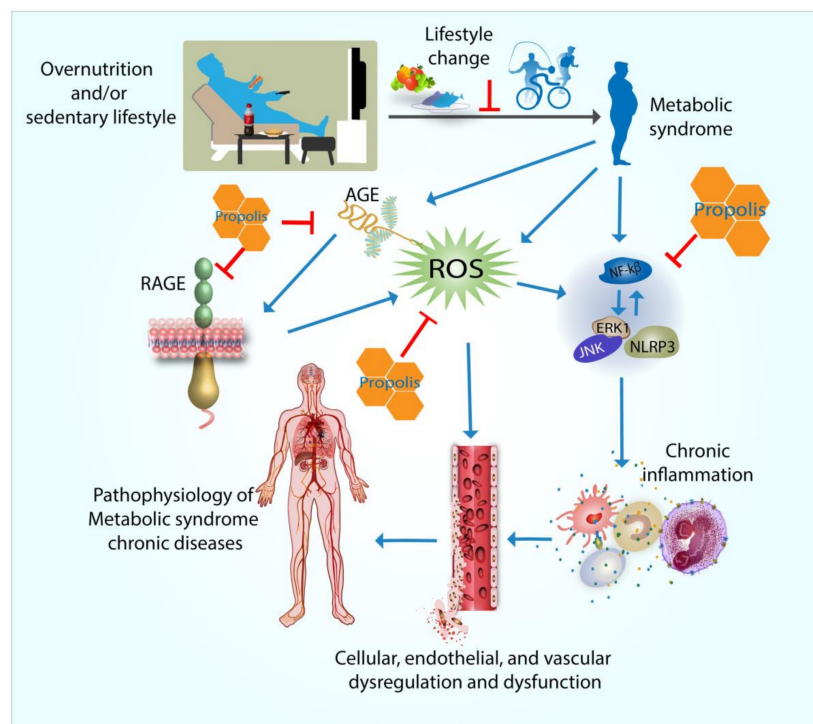 Overnutrition
and/or
sedentary lifestyle
Lifestyle
change
Metabolic
syndrome
AGE
Propolis
Propolis
RAGE
ROS
NF-kβ
ERK1
JNK
NLRP3
Propolis
Chronic
inflammation
Pathophysiology of
Metabolic syndrome
chronic diseases
Cellular, endothelial, and vascular
dysregulation and dysfunction